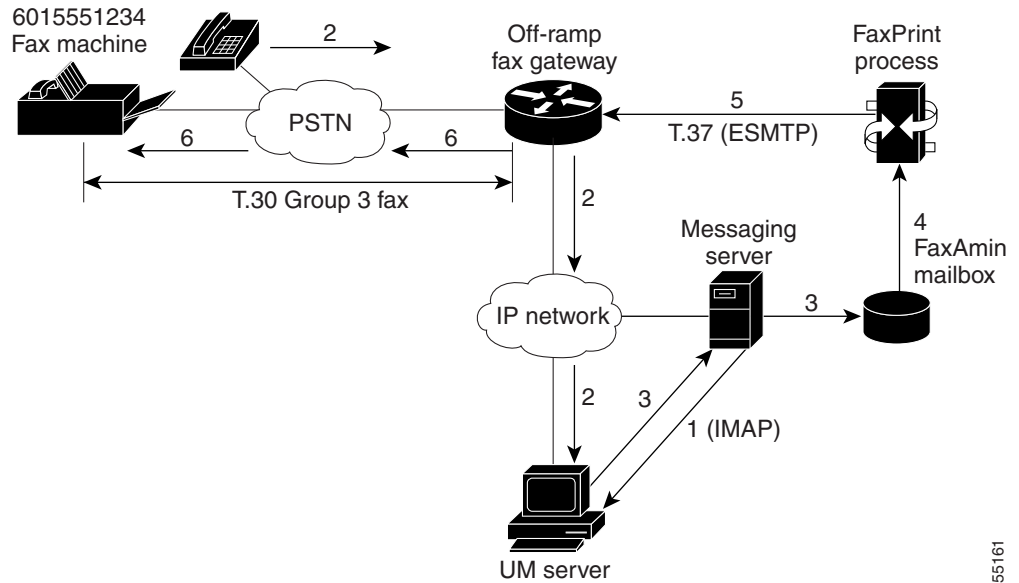 6015551234
Fax machine
2
Off-ramp
fax gateway
FaxPrint
process
PSTN
5
T.37 (ESMTP)
6
6
T.30 Group 3 fax
2
4
FaxAmin
mailbox
Messaging
server
IP network
3
2
3
1 (IMAP)
UM server
55161